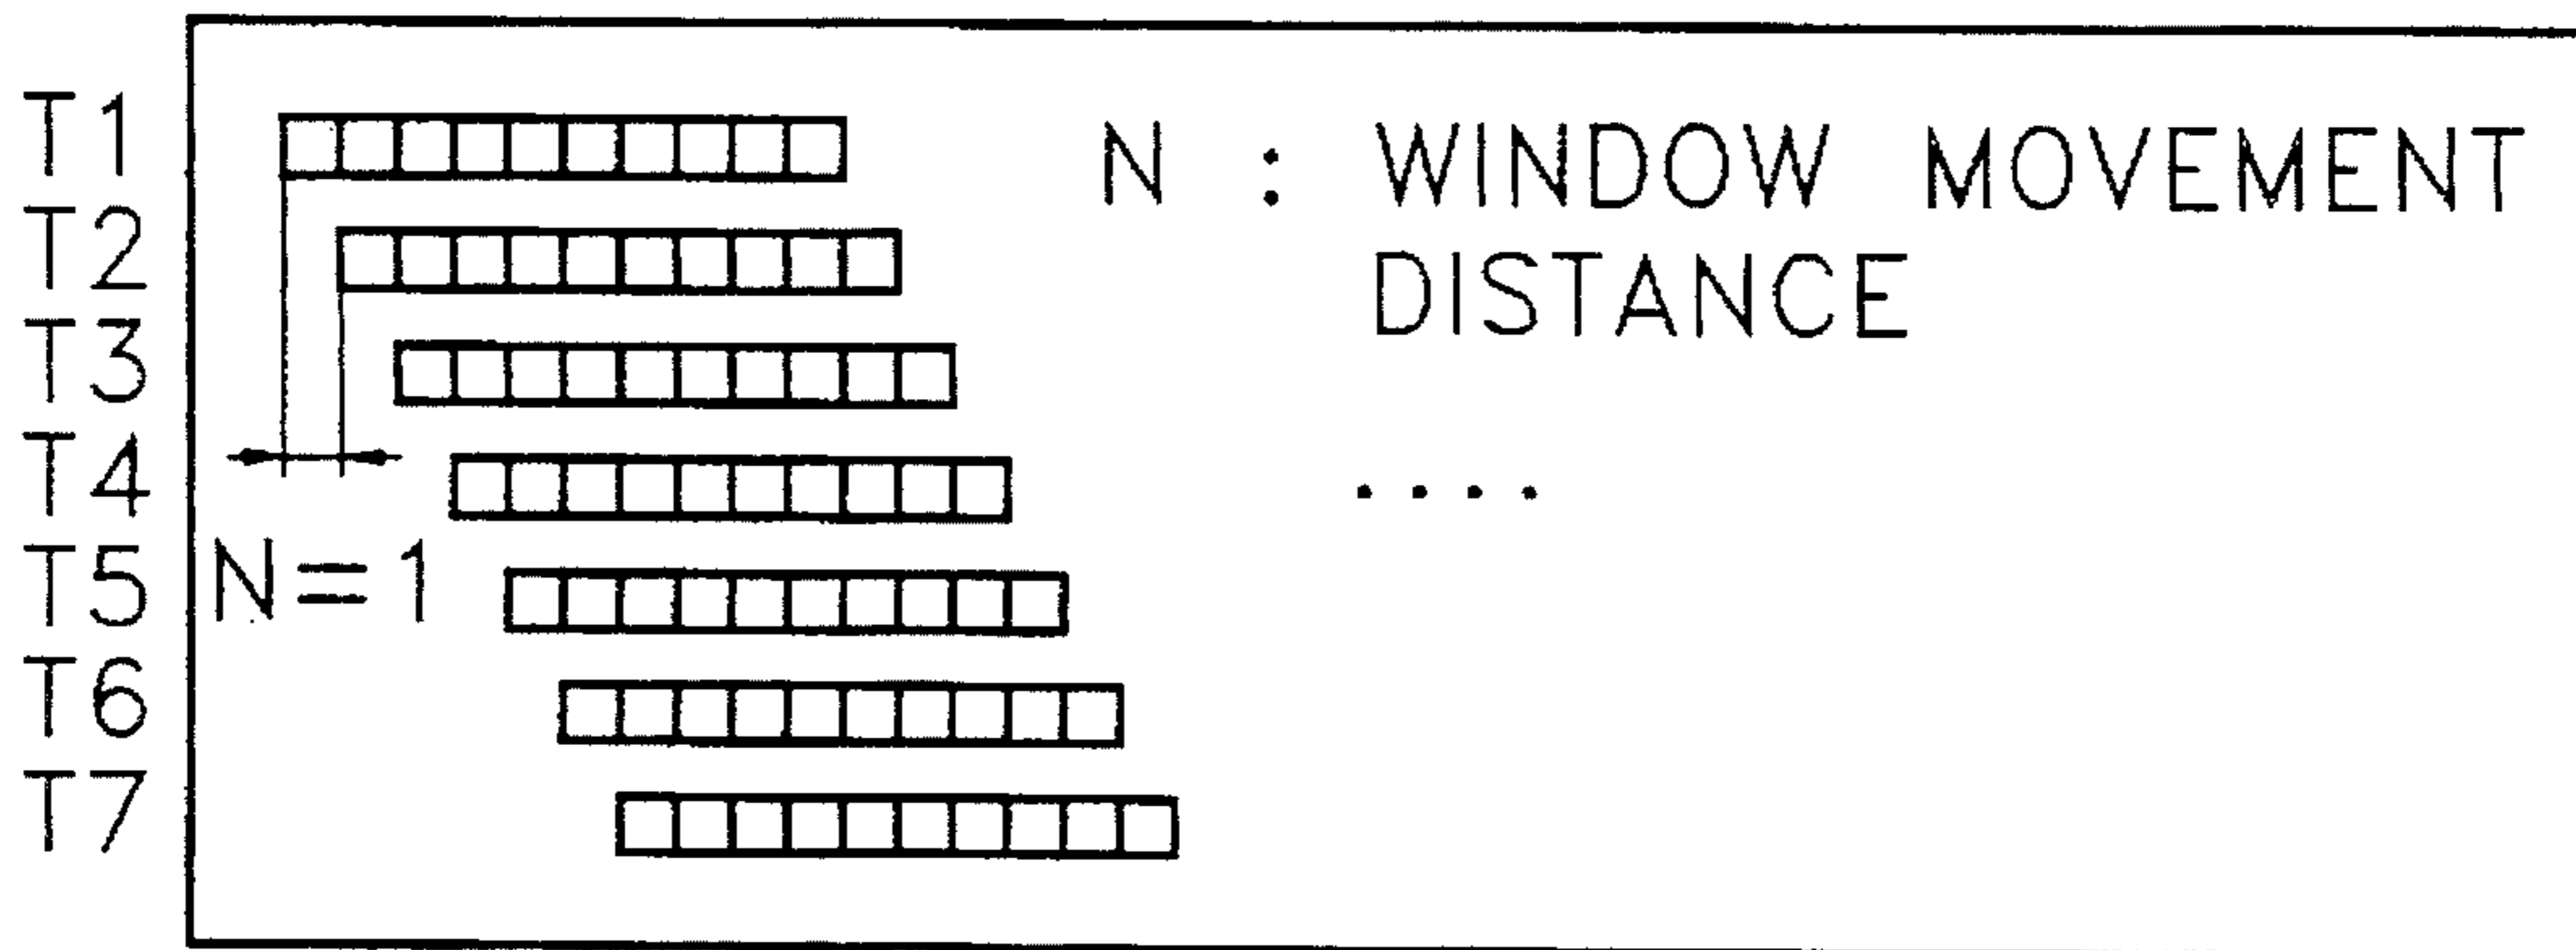 T1
N : WINDOW MOVEMENT
DISTANCE
T2
T3
T4
....
T5
N=1
T6
T7